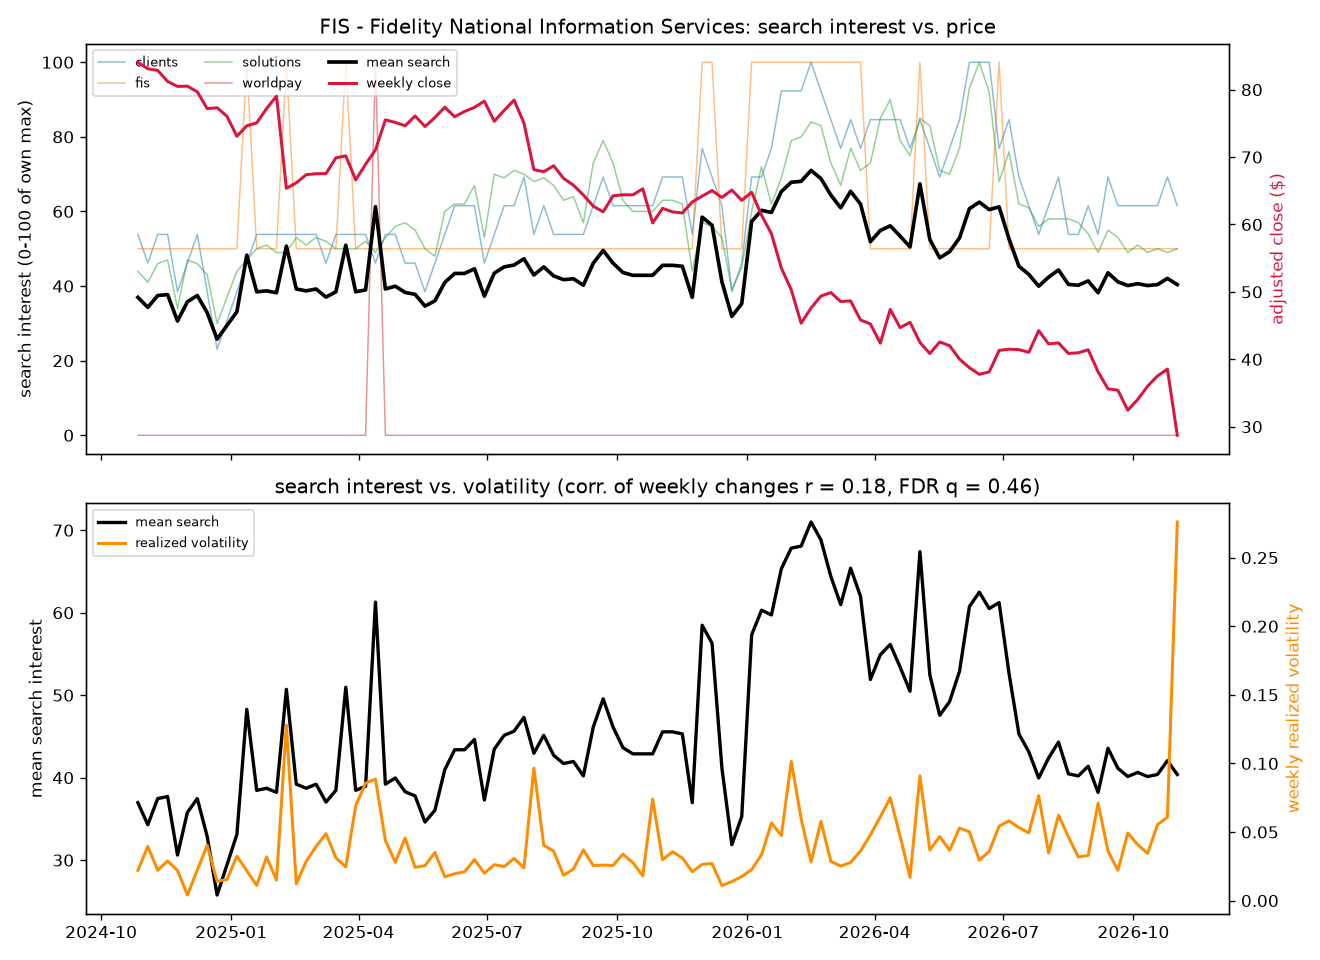 FIS - Fidelity National Information Services: search interest vs. price
clients
fis
solutions
worldpay
mean search
weekly close
search interest (0-100 of own max)
100
80
60
40
20
0
adjusted close ($)
80
70
60
50
40
30
search interest vs. volatility (corr. of weekly changes r = 0.18, FDR q = 0.46)
mean search
realized volatility
mean search interest
70
60
50
40
30
weekly realized volatility
0.25
0.20
0.15
0.10
0.05
0.00
2024-10
2025-01
2025-04
2025-07
2025-10
2026-01
2026-04
2026-07
2026-10